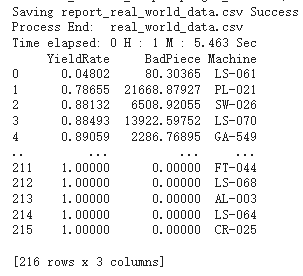 Saving report_real_world_data.csv Success
Process End:  real_world_data.csv
Time elapsed: 0 H : 1 M : 5.463 Sec
     YieldRate     BadPiece Machine
0      0.04802     80.30365  LS-061
1      0.78655  21668.87927  PL-021
2      0.88132   6508.92055  SW-026
3      0.88493  13922.59752  LS-070
4      0.89059   2286.76895  GA-549
..         ...          ...     ...
211    1.00000      0.00000  FT-044
212    1.00000      0.00000  LS-068
213    1.00000      0.00000  AL-003
214    1.00000      0.00000  LS-064
215    1.00000      0.00000  CR-025

[216 rows x 3 columns]